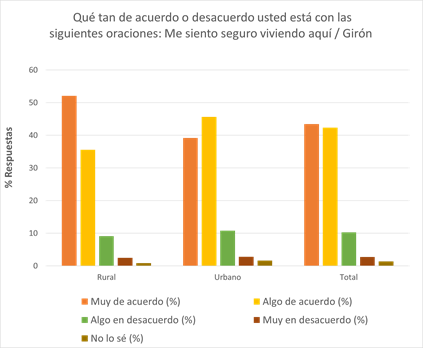 Qué tan de acuerdo o desacuerdo usted está con las
siguientes oraciones: Me siento seguro viviendo aquí / Girón
60
50
40
30
20
10
0
% Respuestas
Rural
Urbano
Total
Muy de acuerdo (%)
Algo de acuerdo (%)
Algo en desacuerdo (%)
Muy en desacuerdo (%)
No lo sé (%)